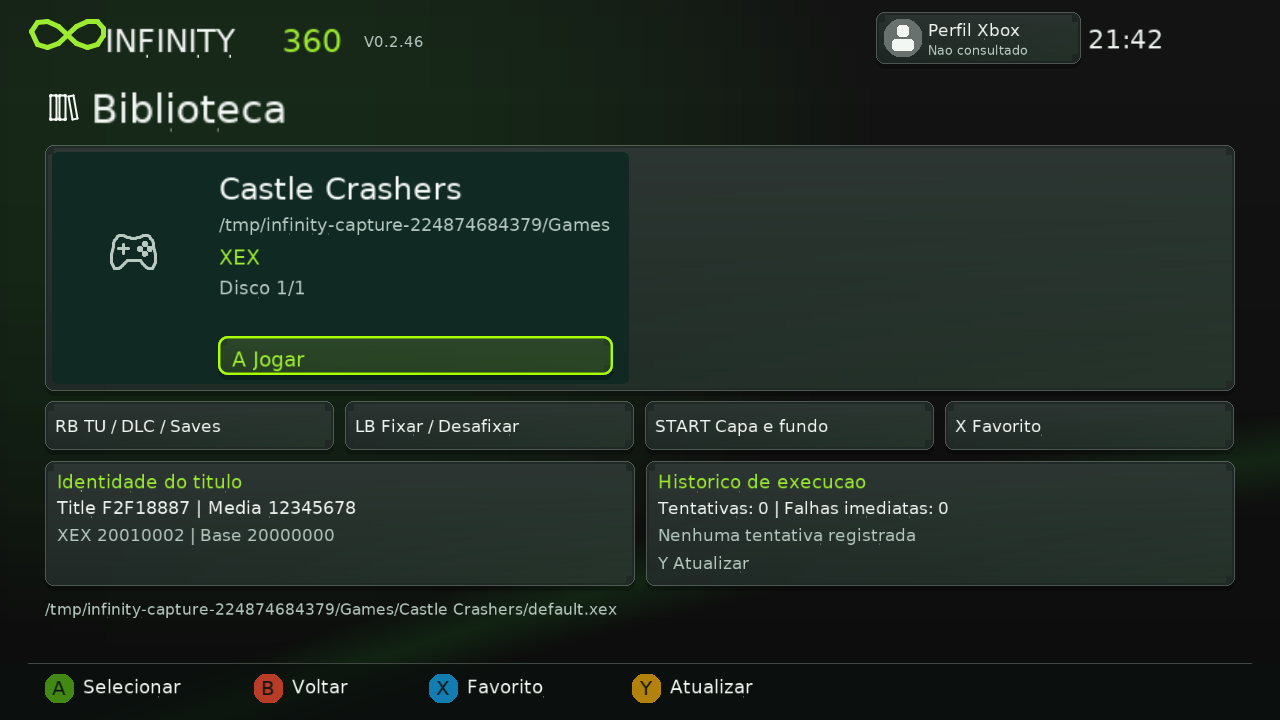 INFINITY 360 V0.2.46
Perfil Xbox
Nao consultado
21:42
Biblioteca
Castle Crashers
/tmp/infinity-capture-224874684379/Games
XEX
Disco 1/1
A Jogar
RB TU / DLC / Saves
LB Fixar / Desafixar
START Capa e fundo
X Favorito
Identidade do titulo
Title F2F18887 | Media 12345678
XEX 20010002 | Base 20000000
Historico de execucao
Tentativas: 0 | Falhas imediatas: 0
Nenhuma tentativa registrada
Y Atualizar
/tmp/infinity-capture-224874684379/Games/Castle Crashers/default.xex
A Selecionar
B Voltar
X Favorito
Y Atualizar